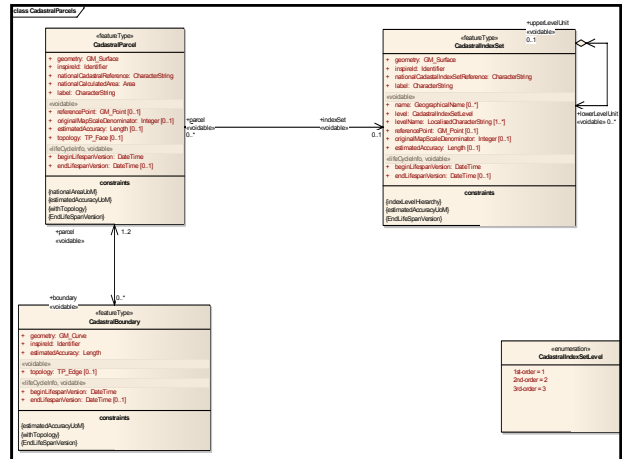 class CadastralParcels
«featureType»
CadastralParcel
+ geometry: GM_Surface
+ inspireId: Identifier
+ nationalCadastralReference: CharacterString
+ nationalCalculatedArea: Area
+ label: CharacterString
«voidable»
+ referencePoint: GM_Point [0..1]
+ originalMapScaleDenominator: Integer [0..1]
+ estimatedAccuracy: Length [0..1]
+ topology: TP_Face [0..1]
«lifeCycleInfo, voidable»
+ beginLifespanVersion: DateTime
+ endLifespanVersion: DateTime [0..1]
constraints
{nationalAreaUoM}
{estimatedAccuracyUoM}
{withTopology}
{EndLifeSpanVersion}
+parcel
«voidable»
0..*
+indexSet
«voidable»
0..1
+upperLevelUnit
«voidable»
0..1
«featureType»
CadastralIndexSet
+ geometry: GM_Surface
+ inspireId: Identifier
+ nationalCadastalIndexSetReference: CharacterString
+ label: CharacterString
«voidable»
+ name: GeographicalName [0..*]
+ level: CadastralIndexSetLevel
+ levelName: LocalisedCharacterString [1..*]
+ referencePoint: GM_Point [0..1]
+ originalMapScaleDenominator: Integer [0..1]
+ estimatedAccuracy: Length [0..1]
«lifeCycleInfo, voidable»
+ beginLifespanVersion: DateTime
+ endLifespanVersion: DateTime [0..1]
constraints
{indexLevelHierarchy}
{estimatedAccuracyUoM}
{EndLifeSpanVersion}
+lowerLevelUnit
«voidable» 0..*
+parcel
«voidable»
1..2
+boundary
«voidable»
0..*
«featureType»
CadastralBoundary
+ geometry: GM_Curve
+ inspireId: Identifier
+ estimatedAccuracy: Length
«voidable»
+ topology: TP_Edge [0..1]
«lifeCycleInfo, voidable»
+ beginLifespanVersion: DateTime
+ endLifespanVersion: DateTime [0..1]
constraints
{estimatedAccuracyUoM}
{withTopology}
{EndLifeSpanVersion}
«enumeration»
CadastralIndexSetLevel
1st-order = 1
2nd-order = 2
3rd-order = 3